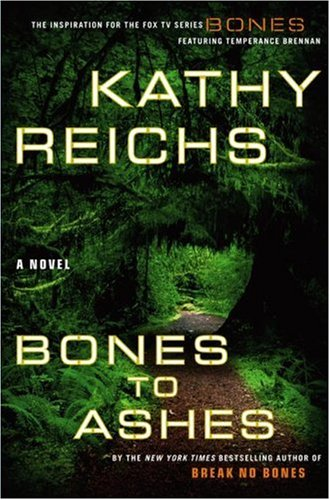 THE INSPIRATION FOR THE FOX TV SERIES BONES
FEATURING TEMPERANCE BRENNAN
KATHY
REICHS
A NOVEL
BONES
TO
ASHES
BY THE NEW YORK TIMES BESTSELLING AUTHOR OF
BREAK NO BONES